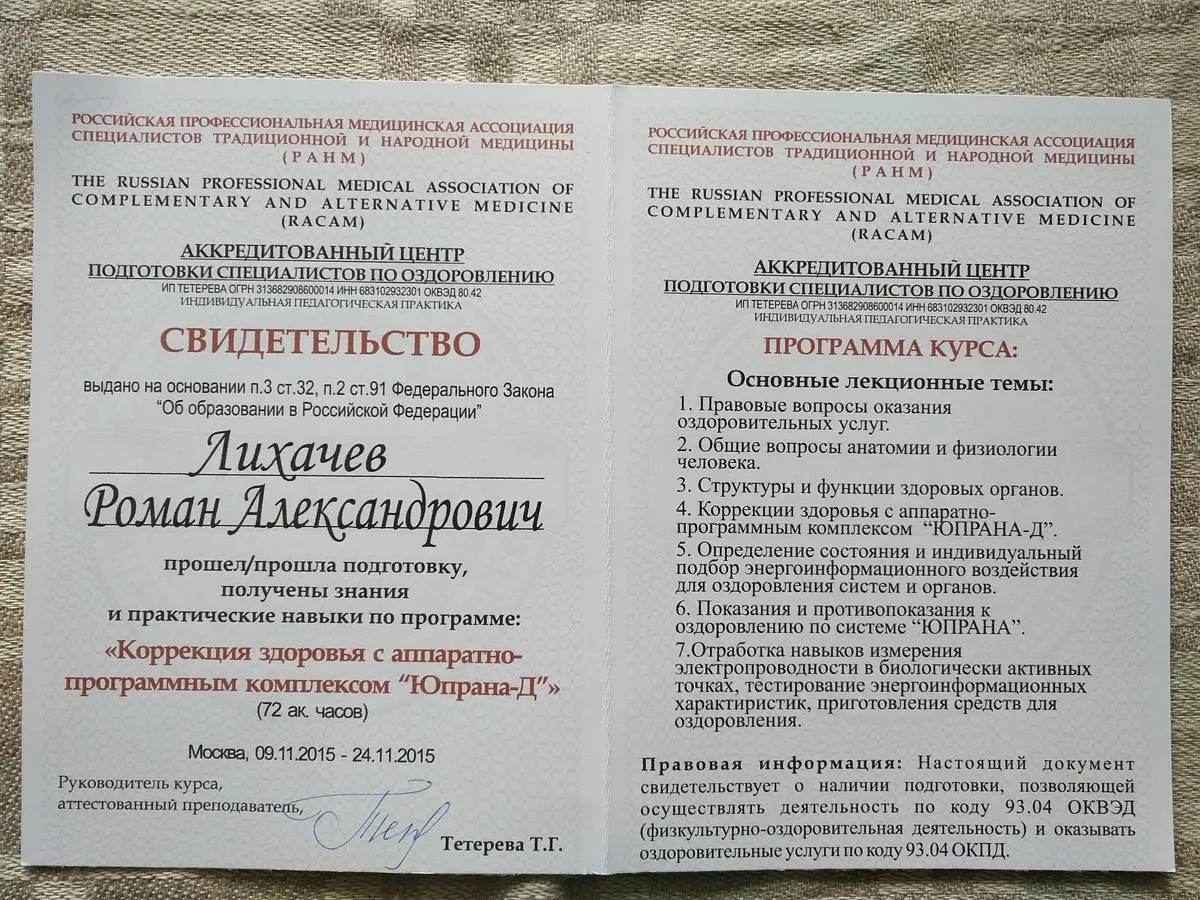 РОССИЙСКАЯ ПРОФЕССИОНАЛЬНАЯ МЕДИЦИНСКАЯ АССОЦИАЦИЯ
СПЕЦИАЛИСТОВ ТРАДИЦИОННОЙ И НАРОДНОЙ МЕДИЦИНЫ
(РАНМ)
THE RUSSIAN PROFESSIONAL MEDICAL ASSOCIATION OF
COMPLEMENTARY AND ALTERNATIVE MEDICINE
(RACAM)
АККРЕДИТОВАННЫЙ ЦЕНТР
ПОДГОТОВКИ СПЕЦИАЛИСТОВ ПО ОЗДОРОВЛЕНИЮ
ИП ТЕТЕРЕВА ОГРН 313682908600014 ИНН 683102932301 ОКВЭД 80.42
ИНДИВИДУАЛЬНАЯ ПЕДАГОГИЧЕСКАЯ ПРАКТИКА
СВИДЕТЕЛЬСТВО
выдано на основании п.3 ст.32, п.2 ст.91 Федерального Закона
"Об образовании в Российской Федерации"
Лихачев
Роман Александрович
прошел/прошла подготовку,
получены знания
и практические навыки по программе:
«Коррекция здоровья с аппаратно-
программным комплексом "Юпрана-Д"»
(72 ак. часов)
Москва, 09.11.2015 - 24.11.2015
Руководитель курса,
аттестованный преподаватель,
Тетерева Т.Г.
РОССИЙСКАЯ ПРОФЕССИОНАЛЬНАЯ МЕДИЦИНСКАЯ АССОЦИАЦИЯ
СПЕЦИАЛИСТОВ ТРАДИЦИОННОЙ И НАРОДНОЙ МЕДИЦИНЫ
(РАНМ)
THE RUSSIAN PROFESSIONAL MEDICAL ASSOCIATION OF
COMPLEMENTARY AND ALTERNATIVE MEDICINE
(RACAM)
АККРЕДИТОВАННЫЙ ЦЕНТР
ПОДГОТОВКИ СПЕЦИАЛИСТОВ ПО ОЗДОРОВЛЕНИЮ
ИП ТЕТЕРЕВА ОГРН 313682908600014 ИНН 683102932301 ОКВЭД 80.42
ИНДИВИДУАЛЬНАЯ ПЕДАГОГИЧЕСКАЯ ПРАКТИКА
ПРОГРАММА КУРСА:
Основные лекционные темы:
1. Правовые вопросы оказания
оздоровительных услуг.
2. Общие вопросы анатомии и физиологии
человека.
3. Структуры и функции здоровых органов.
4. Коррекции здоровья с аппаратно-
программным комплексом "ЮПРАНА-Д".
5. Определение состояния и индивидуальный
подбор энергоинформационного воздействия
для оздоровления систем и органов.
6. Показания и противопоказания к
оздоровлению по системе "ЮПРАНА".
7.Отработка навыков измерения
электропроводности в биологически активных
точках, тестирование энергоинформационных
характиристик, приготовления средств для
оздоровления.
Правовая информация: Настоящий документ
свидетельствует о наличии подготовки, позволяющей
осуществлять деятельность по коду 93.04 ОКВЭД
(физкультурно-оздоровительная деятельность) и оказывать
оздоровительные услуги по коду 93.04 ОКПД.